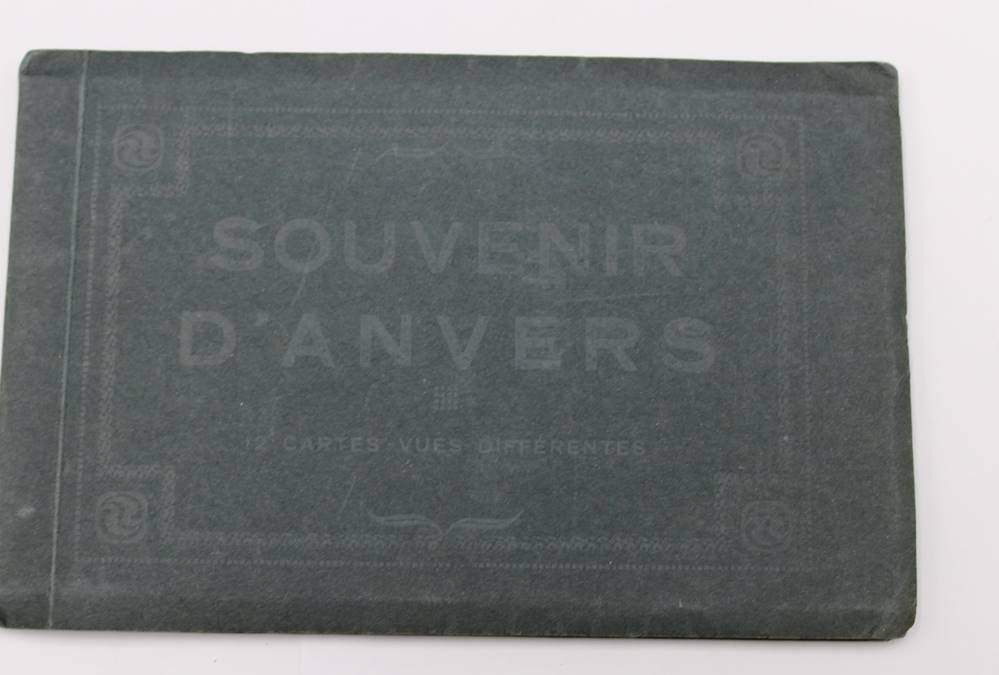 SOUVENIR
D'ANVERS
12 CARTES-VUES DIFFÉRENTES